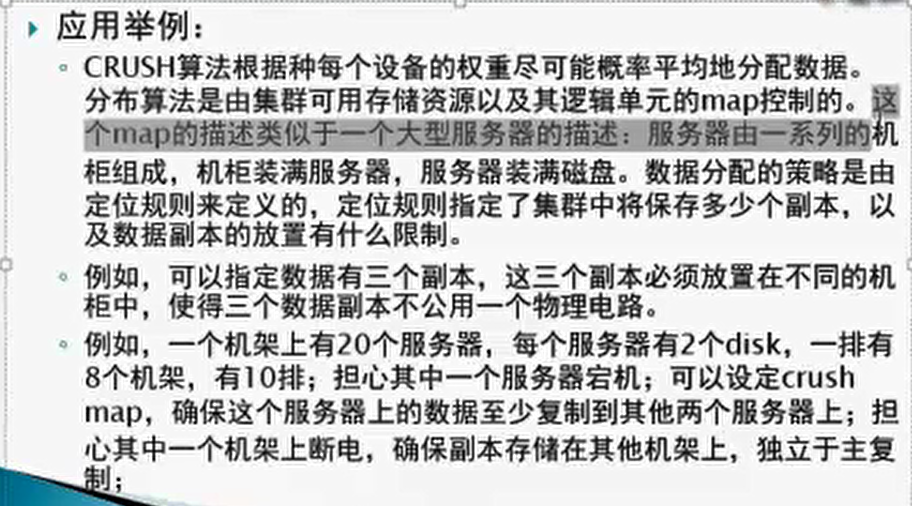 应用举例：
CRUSH算法根据种每个设备的权重尽可能概率平均地分配数据。
分布算法是由集群可用存储资源以及其逻辑单元的map控制的。这
个map的描述类似于一个大型服务器的描述：服务器由一系列的机
柜组成，机柜装满服务器，服务器装满磁盘。数据分配的策略是由
定位规则来定义的，定位规则指定了集群中将保存多少个副本，以
及数据副本的放置有什么限制。
例如，可以指定数据有三个副本，这三个副本必须放置在不同的机
柜中，使得三个数据副本不公用一个物理电路。
例如，一个机架上有20个服务器，每个服务器有2个disk，一排有
8个机架，有10排；担心其中一个服务器宕机；可以设定crush
map，确保这个服务器上的数据至少复制到其他两个服务器上；担
心其中一个机架上断电，确保副本存储在其他机架上，独立于主复
制；